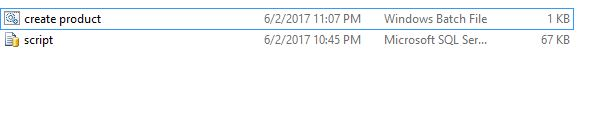 create product 6/2/2017 11:07 PM Windows Batch File 1 KB
script 6/2/2017 10:45 PM Microsoft SQL Ser... 67 KB